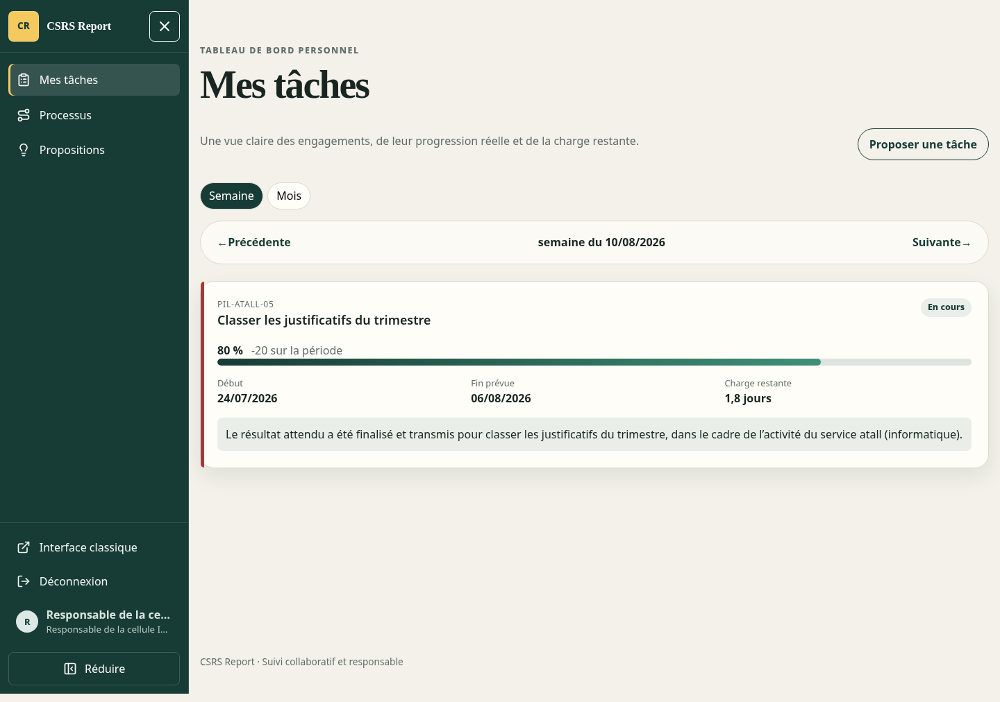 CR
CSRS Report
Mes tâches
Processus
Propositions
Interface classique
Déconnexion
R
Responsable de la ce...
Responsable de la cellule I...
Réduire
TABLEAU DE BORD PERSONNEL
Mes tâches
Une vue claire des engagements, de leur progression réelle et de la charge restante.
Proposer une tâche
Semaine
Mois
←Précédente
semaine du 10/08/2026
Suivante→
PIL-ATALL-05
En cours
Classer les justificatifs du trimestre
80 % -20 sur la période
Début
Fin prévue
Charge restante
24/07/2026
06/08/2026
1,8 jours
Le résultat attendu a été finalisé et transmis pour classer les justificatifs du trimestre, dans le cadre de l’activité du service atall (informatique).
CSRS Report · Suivi collaboratif et responsable